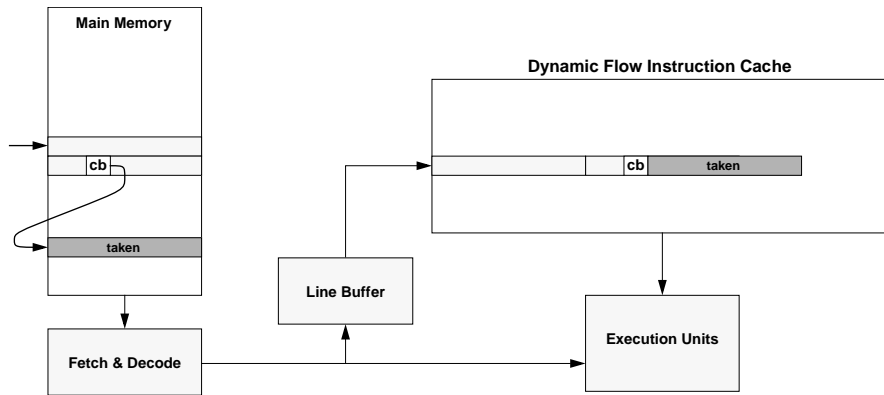 Main Memory
Dynamic Flow Instruction Cache
cb
cb
taken
taken
Line Buffer
Execution Units
Fetch & Decode